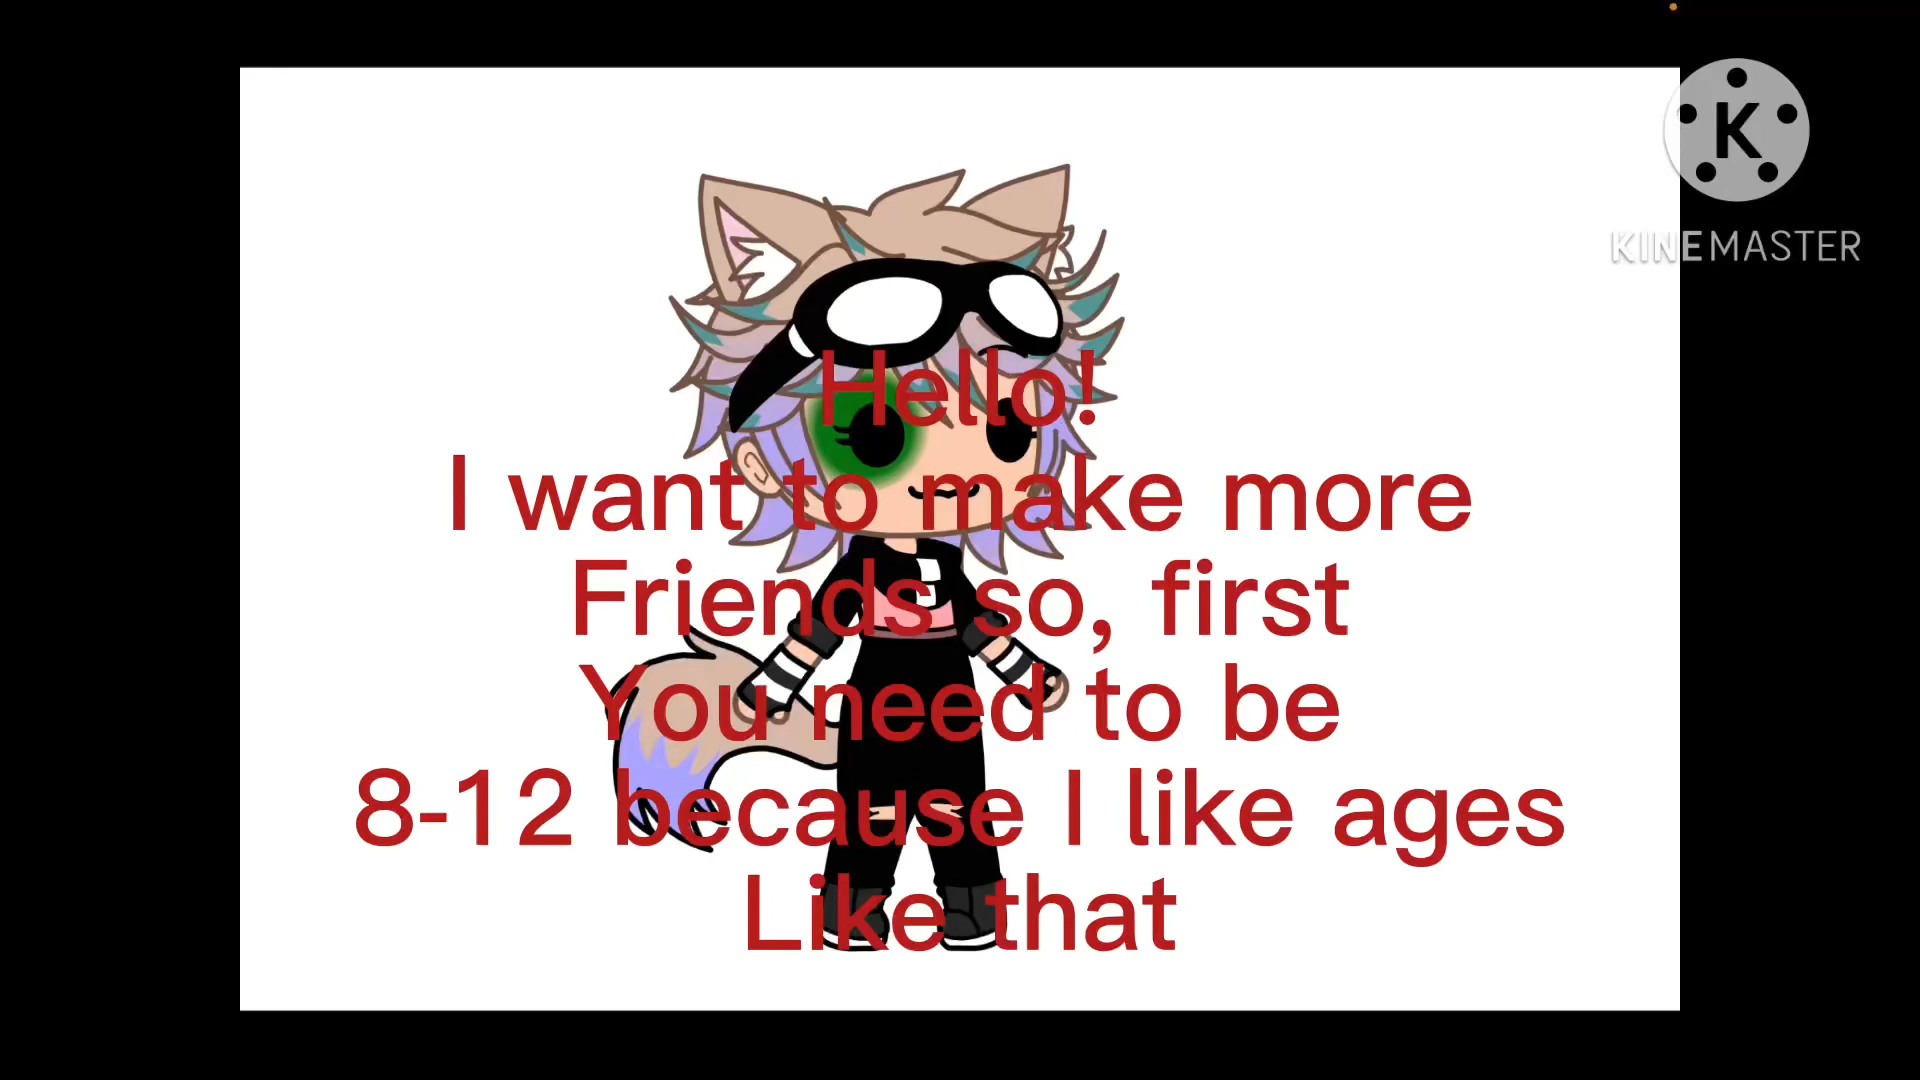 K
KINEMASTER
Hello!
I want to make more
Friends so, first
You need to be
8-12 because I like ages
Like that